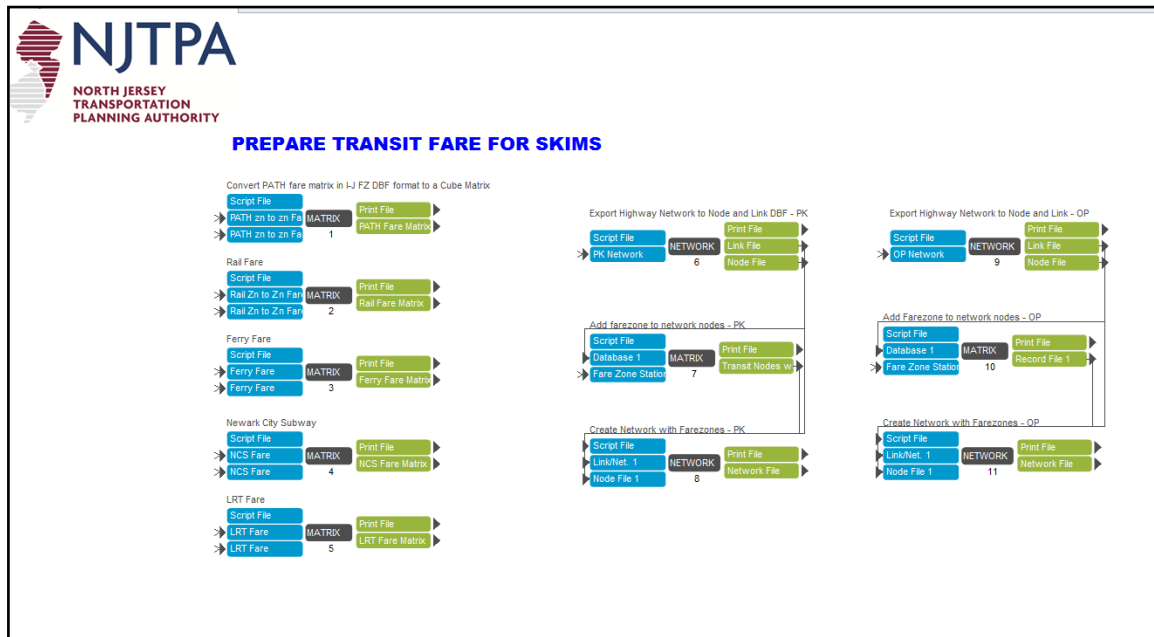 NJTPA
NORTH JERSEY
TRANSPORTATION
PLANNING AUTHORITY
PREPARE TRANSIT FARE FOR SKIMS
Convert PATH fare matrix in I-J FZ DBF format to a Cube Matrix
Script File
PATH zn to zn Fa
PATH zn to zn Fa
MATRIX
1
Print File
PATH Fare Matrix
Rail Fare
Script File
Rail Zn to Zn Fare
Rail Zn to Zn Fare
MATRIX
2
Print File
Rail Fare Matrix
Ferry Fare
Script File
Ferry Fare
Ferry Fare
MATRIX
3
Print File
Ferry Fare Matrix
Newark City Subway
Script File
NCS Fare
NCS Fare
MATRIX
4
Print File
NCS Fare Matrix
LRT Fare
Script File
LRT Fare
LRT Fare
MATRIX
5
Print File
LRT Fare Matrix
Export Highway Network to Node and Link DBF - PK
Script File
PK Network
NETWORK
6
Print File
Link File
Node File
Add farezone to network nodes - PK
Script File
Database 1
Fare Zone Station
MATRIX
7
Print File
Transit Nodes w
Create Network with Farezones - PK
Script File
Link/Net. 1
Node File 1
NETWORK
8
Print File
Network File
Export Highway Network to Node and Link - OP
Script File
OP Network
NETWORK
9
Print File
Link File
Node File
Add Farezone to network nodes - OP
Script File
Database 1
Fare Zone Station
MATRIX
10
Print File
Record File 1
Create Network with Farezones - OP
Script File
Link/Net. 1
Node File 1
NETWORK
11
Print File
Network File